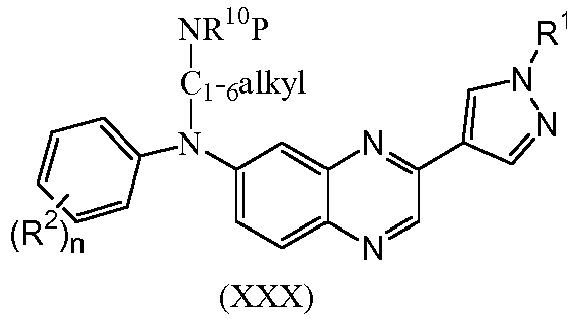 NR¹⁰P
R¹
C₁₋₆alkyl
N
N
N
N
(R²)n
N
(XXX)